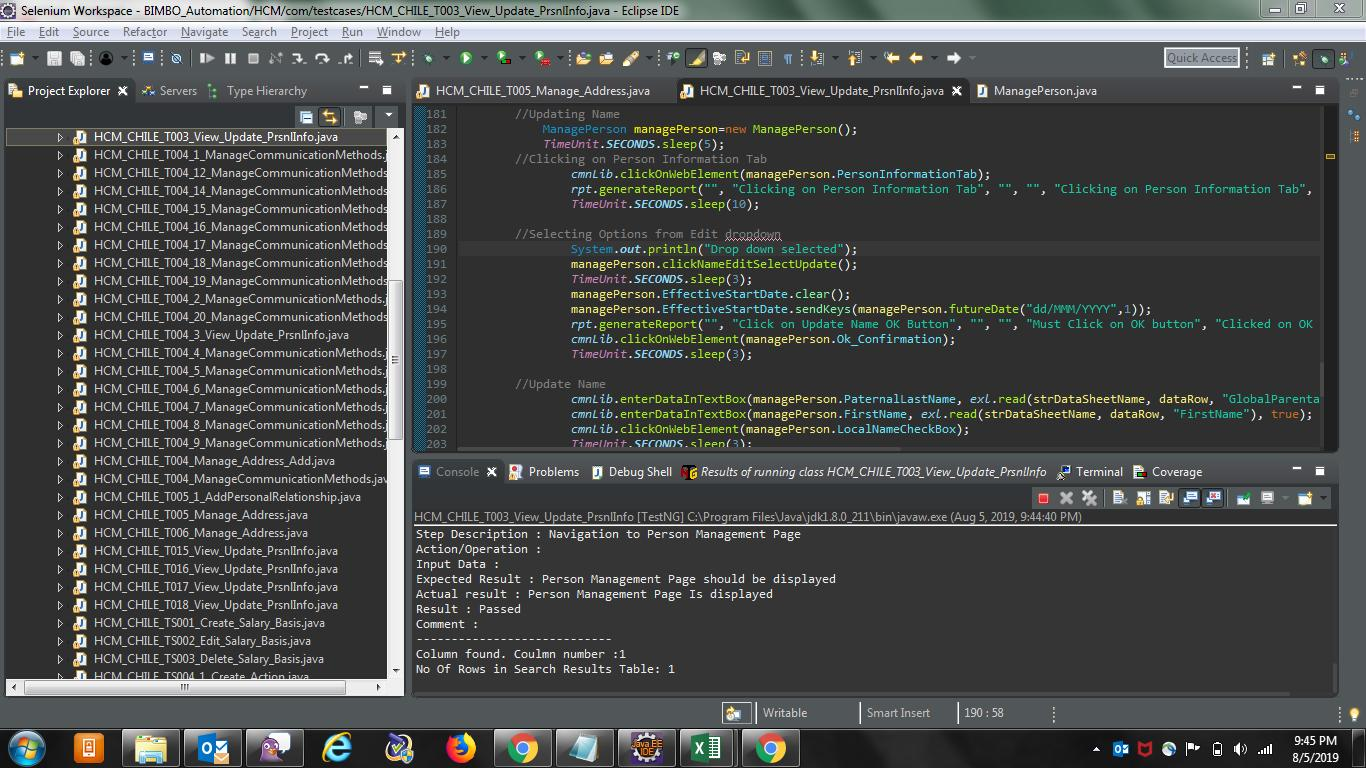 Selenium Workspace - BIMBO_Automation/HCM/com/testcases/HCM_CHILE_T003_View_Update_PrsnlInfo.java - Eclipse IDE
File Edit Source Refactor Navigate Search Project Run Window Help
Quick Access
Project Explorer Servers Type Hierarchy
HCM_CHILE_T003_View_Update_PrsnlInfo.java
HCM_CHILE_T004_1_ManageCommunicationMethods.j
HCM_CHILE_T004_12_ManageCommunicationMethods
HCM_CHILE_T004_14_ManageCommunicationMethods
HCM_CHILE_T004_15_ManageCommunicationMethods
HCM_CHILE_T004_16_ManageCommunicationMethods
HCM_CHILE_T004_17_ManageCommunicationMethods
HCM_CHILE_T004_18_ManageCommunicationMethods
HCM_CHILE_T004_19_ManageCommunicationMethods
HCM_CHILE_T004_2_ManageCommunicationMethods.j
HCM_CHILE_T004_20_ManageCommunicationMethods
HCM_CHILE_T004_3_View_Update_PrsnlInfo.java
HCM_CHILE_T004_4_ManageCommunicationMethods.j
HCM_CHILE_T004_5_ManageCommunicationMethods.j
HCM_CHILE_T004_6_ManageCommunicationMethods.j
HCM_CHILE_T004_7_ManageCommunicationMethods.j
HCM_CHILE_T004_8_ManageCommunicationMethods.j
HCM_CHILE_T004_9_ManageCommunicationMethods.j
HCM_CHILE_T004_Manage_Address_Add.java
HCM_CHILE_T004_ManageCommunicationMethods.jav
HCM_CHILE_T005_1_AddPersonalRelationship.java
HCM_CHILE_T005_Manage_Address.java
HCM_CHILE_T006_Manage_Address.java
HCM_CHILE_T015_View_Update_PrsnlInfo.java
HCM_CHILE_T016_View_Update_PrsnlInfo.java
HCM_CHILE_T017_View_Update_PrsnlInfo.java
HCM_CHILE_T018_View_Update_PrsnlInfo.java
HCM_CHILE_TS001_Create_Salary_Basis.java
HCM_CHILE_TS002_Edit_Salary_Basis.java
HCM_CHILE_TS003_Delete_Salary_Basis.java
HCM_CHILE_TS004_1_Create_Action.java
HCM_CHILE_T005_Manage_Address.java HCM_CHILE_T003_View_Update_PrsnlInfo.java ManagePerson.java
181 //Updating Name
182 ManagePerson managePerson=new ManagePerson();
183 TimeUnit.SECONDS.sleep(5);
184 //Clicking on Person Information Tab
185 cmnLib.clickOnWebElement(managePerson.PersonInformationTab);
186 rpt.generateReport("", "Clicking on Person Information Tab", "", "", "Clicking on Person Information Tab",
187 TimeUnit.SECONDS.sleep(10);
188
189 //Selecting Options from Edit dropdown
190 System.out.println("Drop down selected");
191 managePerson.clickNameEditSelectUpdate();
192 TimeUnit.SECONDS.sleep(3);
193 managePerson.EffectiveStartDate.clear();
194 managePerson.EffectiveStartDate.sendKeys(managePerson.futureDate("dd/MMM/YYYY",1));
195 rpt.generateReport("", "Click on Update Name OK Button", "", "", "Must Click on OK button", "Clicked on OK
196 cmnLib.clickOnWebElement(managePerson.Ok_Confirmation);
197 TimeUnit.SECONDS.sleep(3);
198
199 //Update Name
200 cmnLib.enterDataInTextBox(managePerson.PaternalLastName, exl.read(strDataSheetName, dataRow, "GlobalParenta
201 cmnLib.enterDataInTextBox(managePerson.FirstName, exl.read(strDataSheetName, dataRow, "FirstName"), true);
202 cmnLib.clickOnWebElement(managePerson.LocalNameCheckBox);
203 TimeUnit.SECONDS.sleep(3);
Console Problems Debug Shell Results of running class HCM_CHILE_T003_View_Update_PrsnlInfo Terminal Coverage
HCM_CHILE_T003_View_Update_PrsnlInfo [TestNG] C:\Program Files\Java\jdk1.8.0_211\bin\javaw.exe (Aug 5, 2019, 9:44:40 PM)
Step Description : Navigation to Person Management Page
Action/Operation :
Input Data :
Expected Result : Person Management Page should be displayed
Actual result : Person Management Page Is displayed
Result : Passed
Comment :
----------------------------
Column found. Coulmn number :1
No Of Rows in Search Results Table: 1
Writable Smart Insert 190 : 58
Java EE
IDE
9:45 PM
8/5/2019